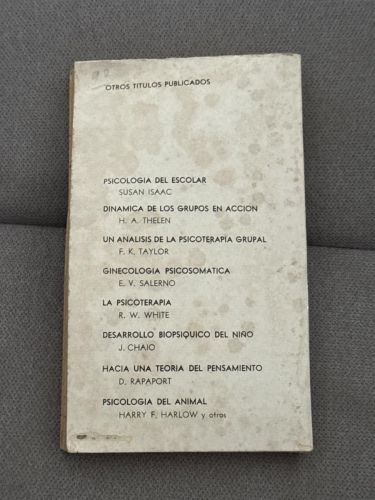 OTROS TITULOS PUBLICADOS
PSICOLOGIA DEL ESCOLAR
SUSAN ISAAC
DINAMICA DE LOS GRUPOS EN ACCION
H. A. THELEN
UN ANALISIS DE LA PSICOTERAPIA GRUPAL
F. K. TAYLOR
GINECOLOGIA PSICOSOMATICA
E. V. SALERNO
LA PSICOTERAPIA
R. W. WHITE
DESARROLLO BIOPSIQUICO DEL NIÑO
J. CHAIO
HACIA UNA TEORIA DEL PENSAMIENTO
D. RAPAPORT
PSICOLOGIA DEL ANIMAL
HARRY F. HARLOW y otros